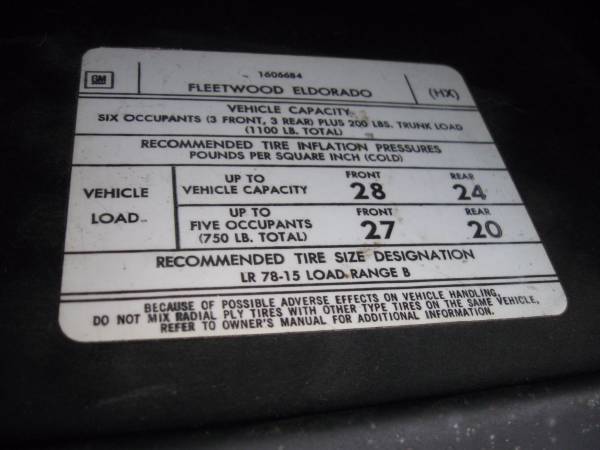 GM
1606684
FLEETWOOD ELDORADO
(HX)
VEHICLE CAPACITY
SIX OCCUPANTS (3 FRONT, 3 REAR) PLUS 200 LBS. TRUNK LOAD
(1100 LB. TOTAL)
RECOMMENDED TIRE INFLATION PRESSURES
POUNDS PER SQUARE INCH (COLD)
VEHICLE
LOAD
UP TO
VEHICLE CAPACITY
FRONT
28
REAR
24
UP TO
FIVE OCCUPANTS
(750 LB. TOTAL)
FRONT
27
REAR
20
RECOMMENDED TIRE SIZE DESIGNATION
LR 78-15 LOAD RANGE B
BECAUSE OF POSSIBLE ADVERSE EFFECTS ON VEHICLE HANDLING,
DO NOT MIX RADIAL PLY TIRES WITH OTHER TYPE TIRES ON THE SAME VEHICLE,
REFER TO OWNER'S MANUAL FOR ADDITIONAL INFORMATION.